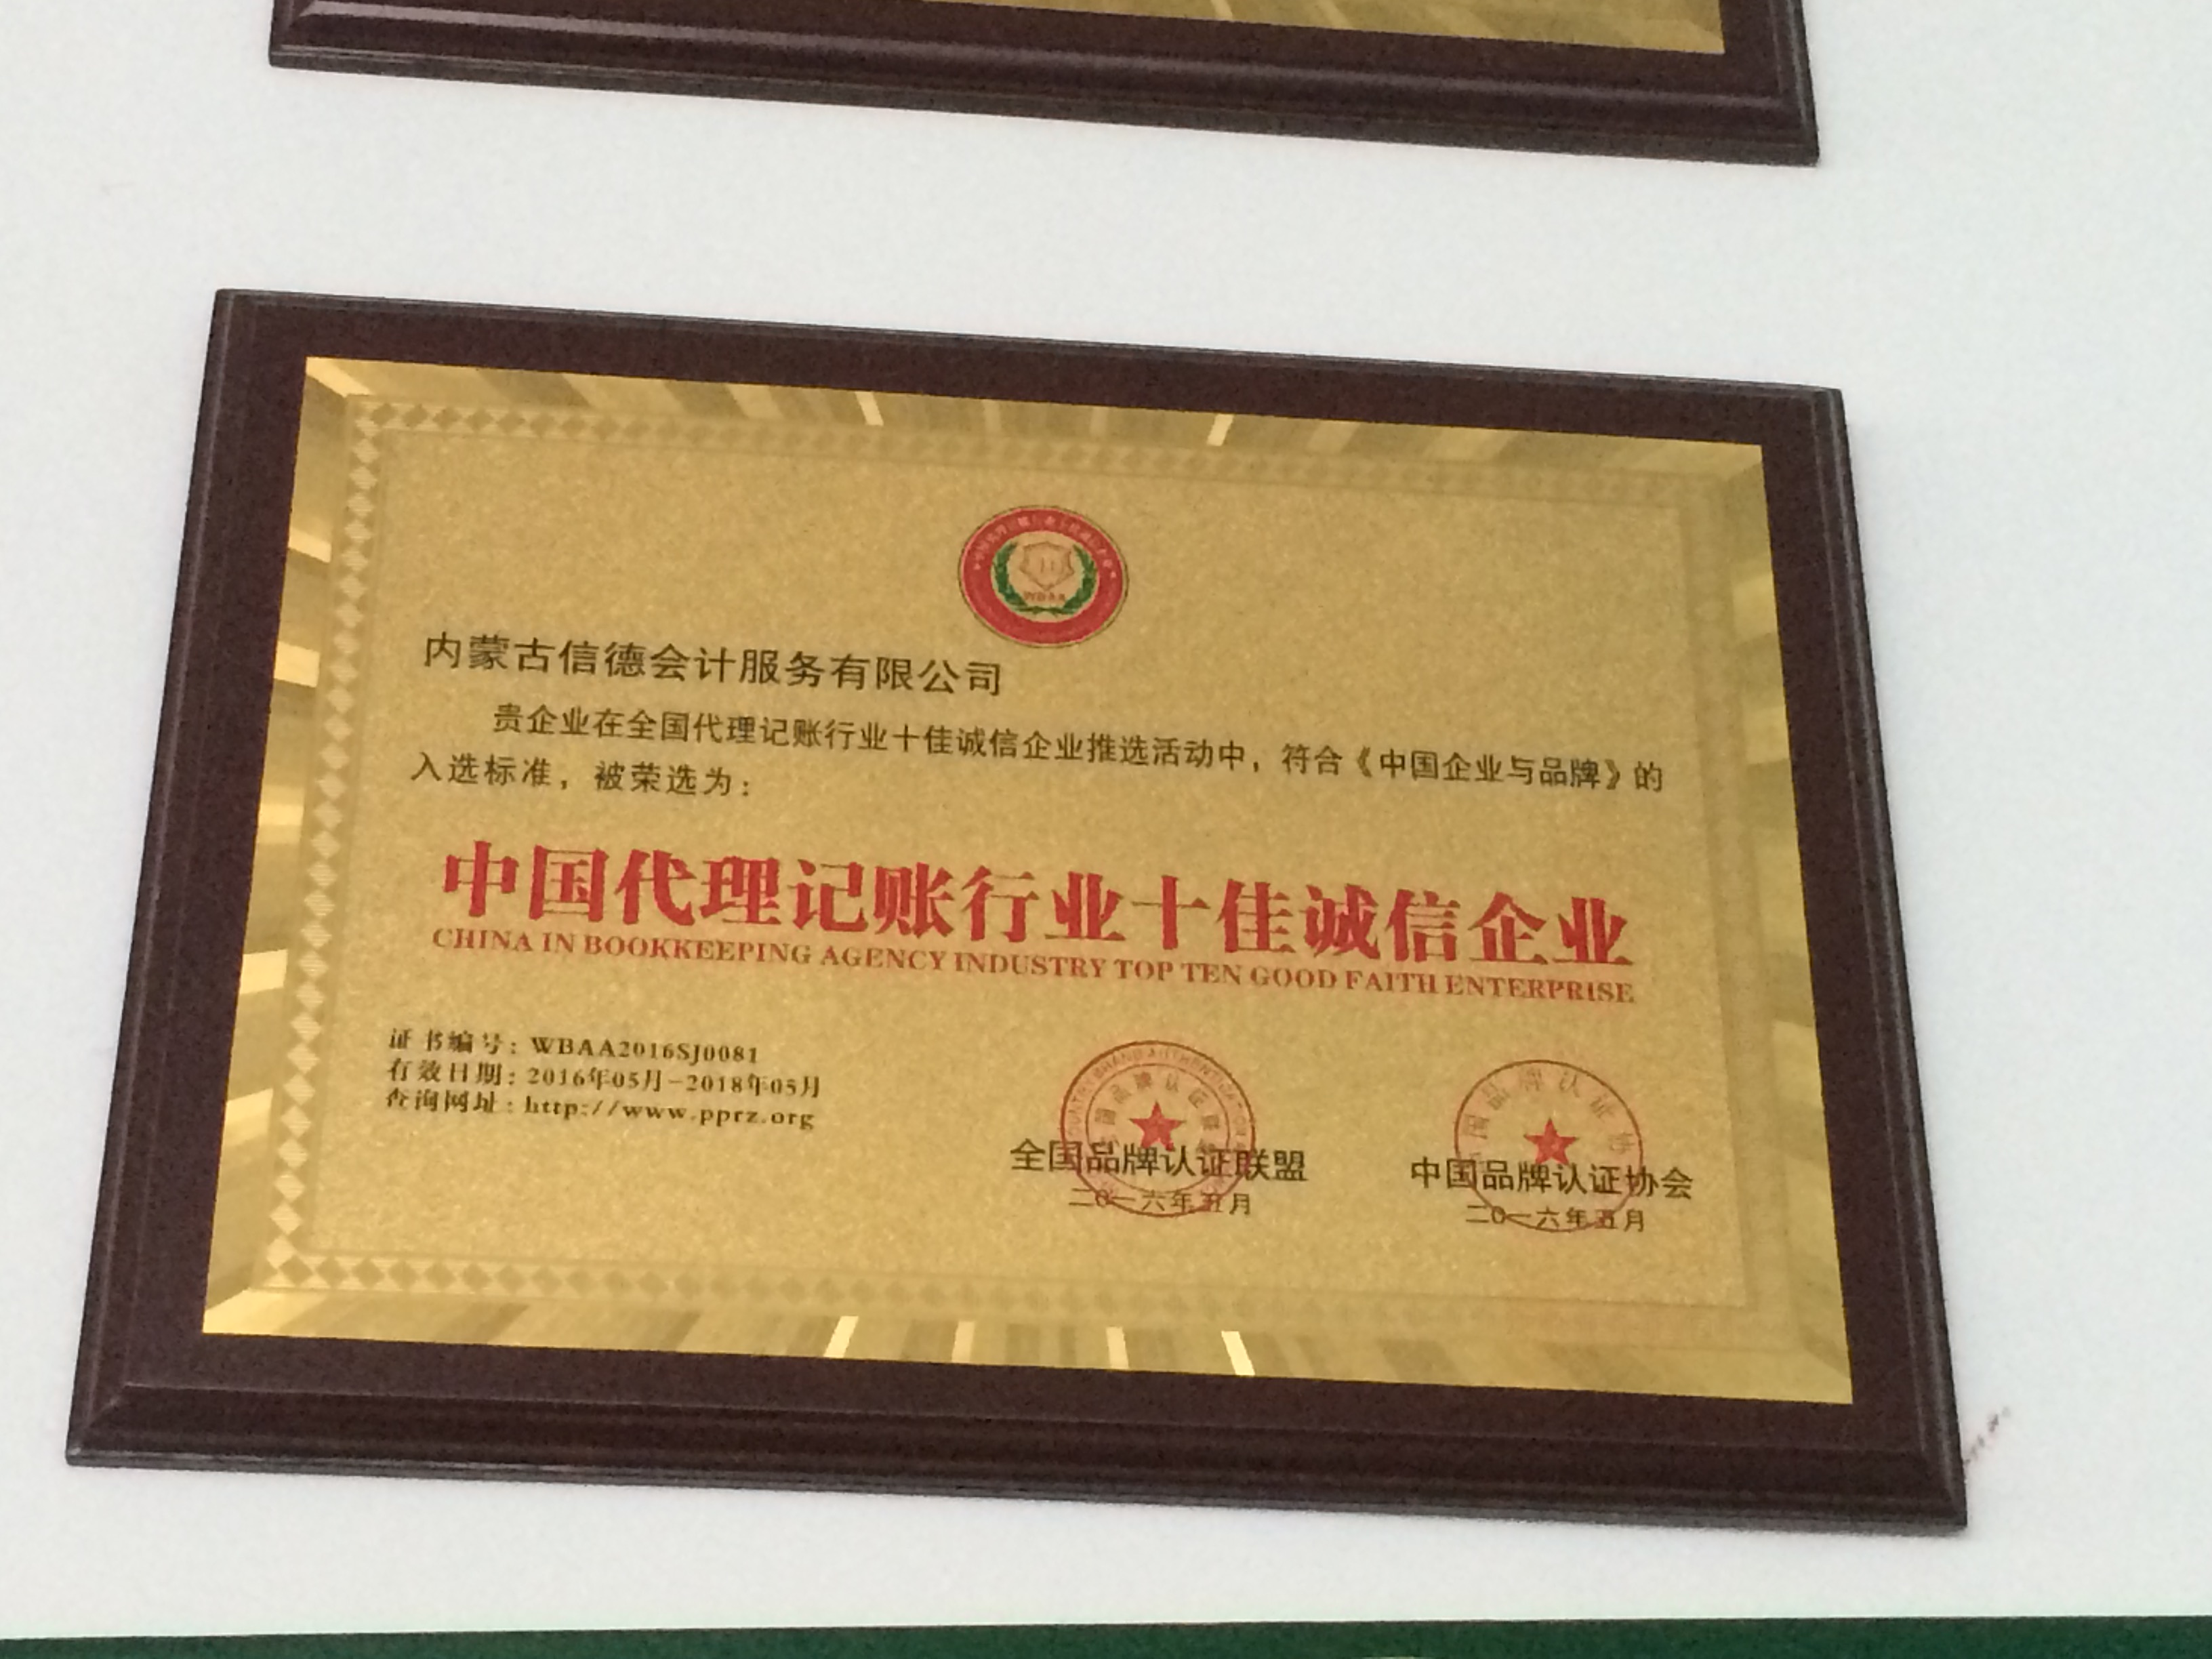 WBAA
内蒙古信德会计服务有限公司
贵企业在全国代理记账行业十佳诚信企业推选活动中，符合《中国企业与品牌》的
入选标准，被荣选为：
中国代理记账行业十佳诚信企业
CHINA IN BOOKKEEPING AGENCY INDUSTRY TOP TEN GOOD FAITH ENTERPRISE
证书编号：WBAA2016SJ0081
有效日期：2016年05月-2018年05月
查询网址：http://www.pprz.org
全国品牌认证联盟
二〇一六年五月
中国品牌认证协会
二〇一六年五月